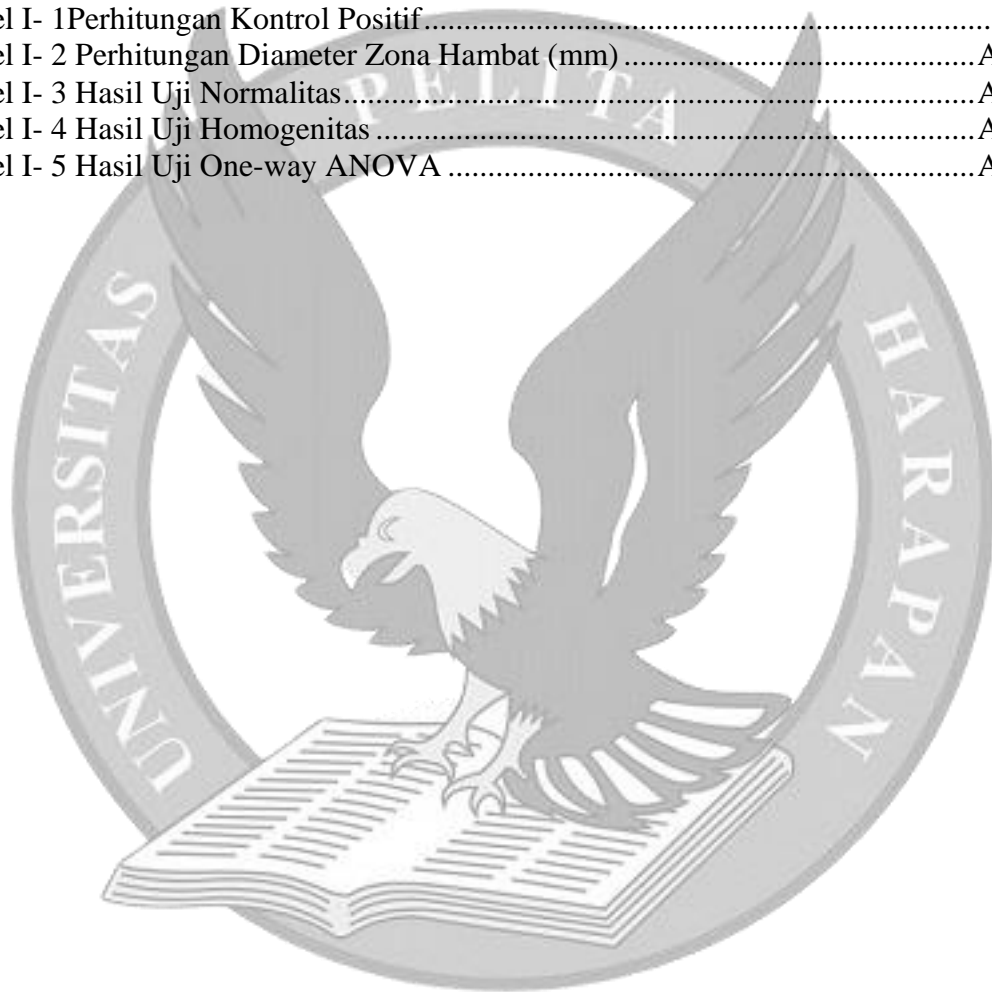 el I- 1Perhitungan Kontrol Positif
el I- 2 Perhitungan Diameter Zona Hambat (mm) A
el I- 3 Hasil Uji Normalitas A
el I- 4 Hasil Uji Homogenitas A
el I- 5 Hasil Uji One-way ANOVA A
UNIVERSITAS PELITA HARAPAN